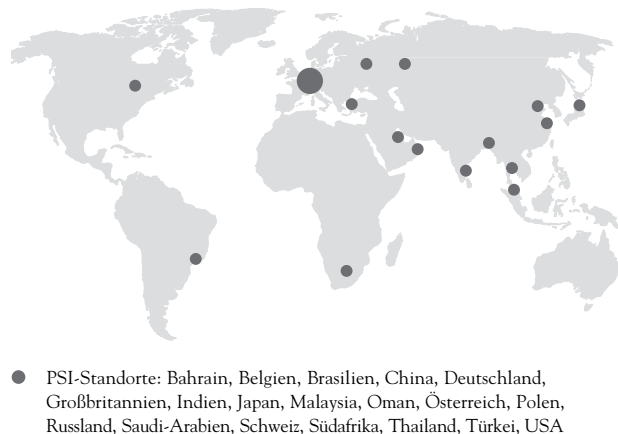 PSI-Standorte: Bahrain, Belgien, Brasilien, China, Deutschland,
Großbritannien, Indien, Japan, Malaysia, Oman, Österreich, Polen,
Russland, Saudi-Arabien, Schweiz, Südafrika, Thailand, Türkei, USA